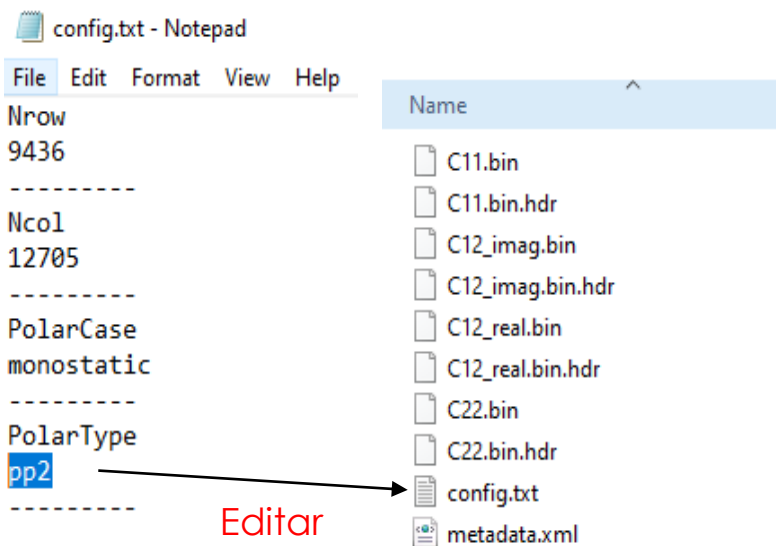 config.txt - Notepad
File Edit Format View Help
Nrow
9436
---------
Ncol
12705
---------
PolarCase
monostatic
---------
PolarType
pp2
---------
Editar
Name
C11.bin
C11.bin.hdr
C12_imag.bin
C12_imag.bin.hdr
C12_real.bin
C12_real.bin.hdr
C22.bin
C22.bin.hdr
config.txt
metadata.xml